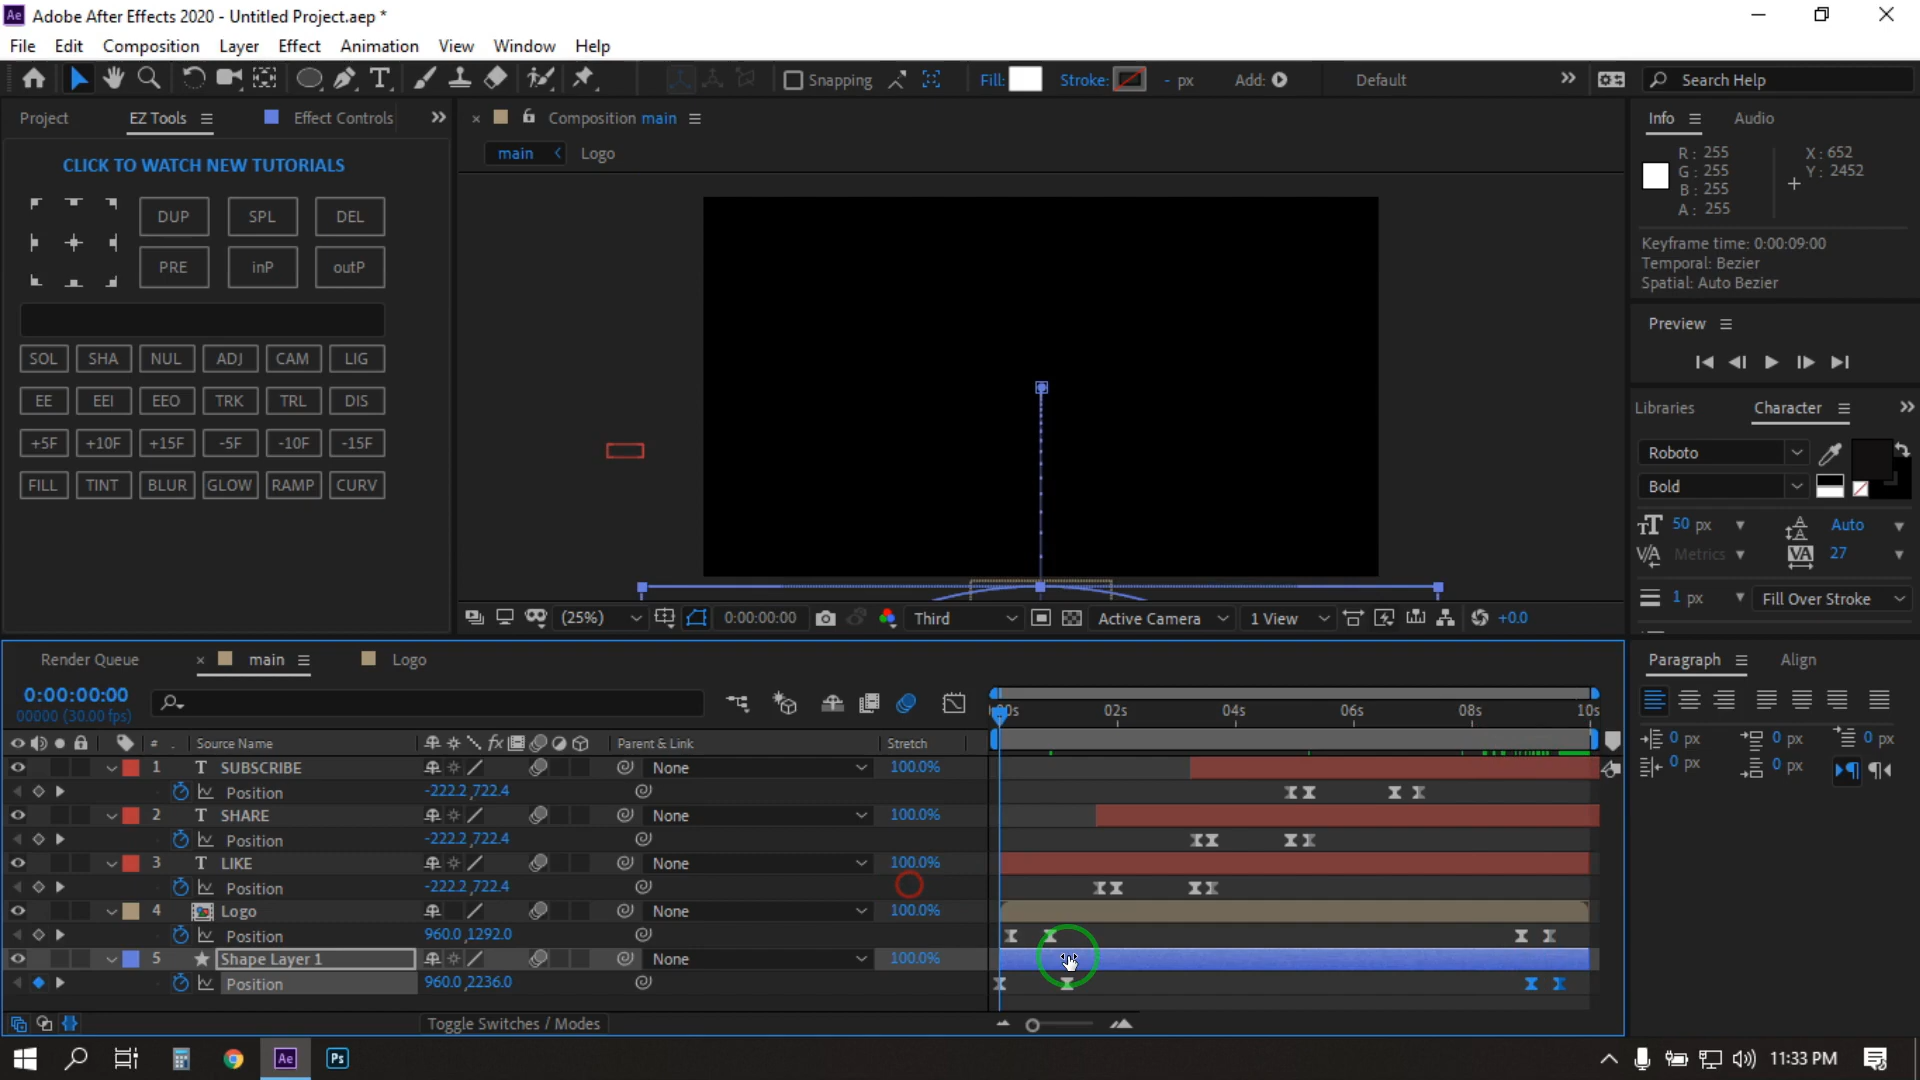 Ae Adobe After Effects 2020 - Untitled Project.aep *
File Edit Composition Layer Effect Animation View Window Help
T Snapping Fill: Stroke: - px Add: Default Search Help
Project EZ Tools Effect Controls Composition main
main Logo
CLICK TO WATCH NEW TUTORIALS
DUP SPL DEL
PRE inP outP
SOL SHA NUL ADJ CAM LIG
EE EEI EEO TRK TRL DIS
+5F +10F +15F -5F -10F -15F
FILL TINT BLUR GLOW RAMP CURV
(25%) 0:00:00:00 Third Active Camera 1 View +0.0
Info Audio
R: 255 X: 652
G: 255 Y: 2452
B: 255
A: 255
Keyframe time: 0:00:09:00
Temporal: Bezier
Spatial: Auto Bezier
Preview
Libraries Character
Roboto
Bold
50 px Auto
Metrics 27
1 px Fill Over Stroke
Paragraph Align
0 px 0 px 0 px
0 px 0 px
Render Queue main Logo
0:00:00:00
00000 (30.00 fps)
02s 04s 06s 08s 10s
# Source Name fx Parent & Link Stretch
1 T SUBSCRIBE None 100.0%
Position -222.2,722.4
2 T SHARE None
Position -222.2,722.4
3 T LIKE None 100.0%
Position -222.2,722.4
4 Logo None 100.0%
Position 960.0,1292.0
5 Shape Layer 1 None 100.0%
Position 960.0,2236.0
Toggle Switches / Modes
Ae Ps 11:33 PM